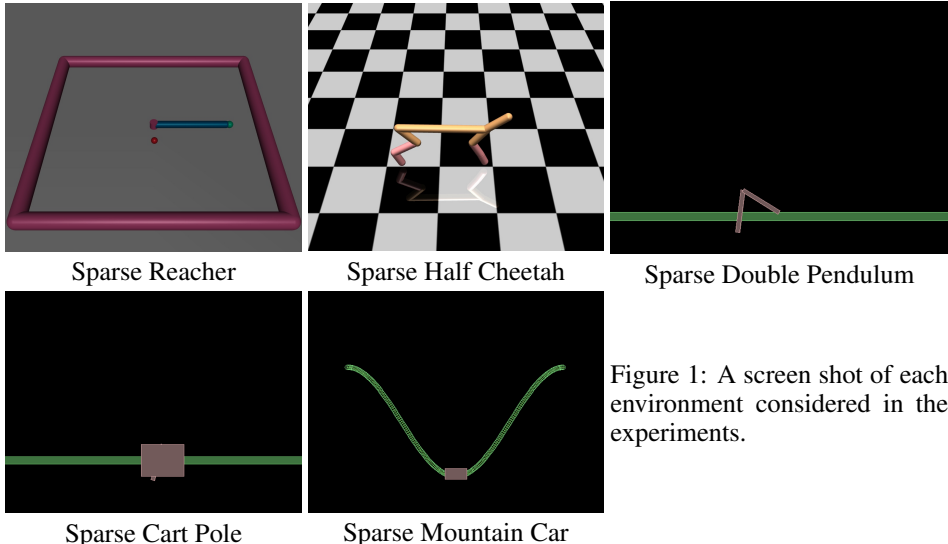 Sparse Reacher
Sparse Half Cheetah
Sparse Double Pendulum
Sparse Cart Pole
Sparse Mountain Car
Figure 1: A screen shot of each
environment considered in the
experiments.